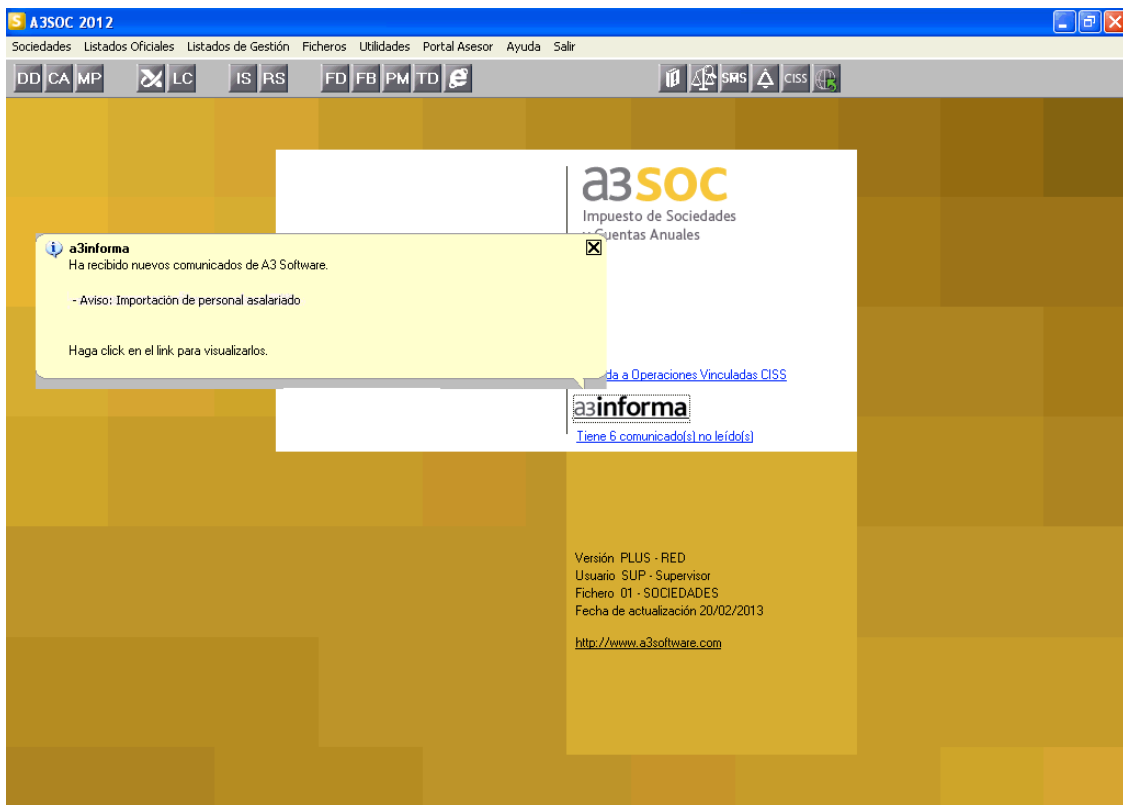 A3SOC 2012
Sociedades Listados Oficiales Listados de Gestión Ficheros Utilidades Portal Asesor Ayuda Salir
DD CA MP LC IS RS FD FB PM TD SMS CISS
a3SOC
Impuesto de Sociedades
y Cuentas Anuales
a3informa
Ha recibido nuevos comunicados de A3 Software.
- Aviso: Importación de personal asalariado
Haga click en el link para visualizarlos.
a Operaciones Vinculadas CISS
a3informa
Tiene 6 comunicado(s) no leído(s)
Versión PLUS - RED
Usuario SUP - Supervisor
Fichero 01 - SOCIEDADES
Fecha de actualización 20/02/2013
http://www.a3software.com